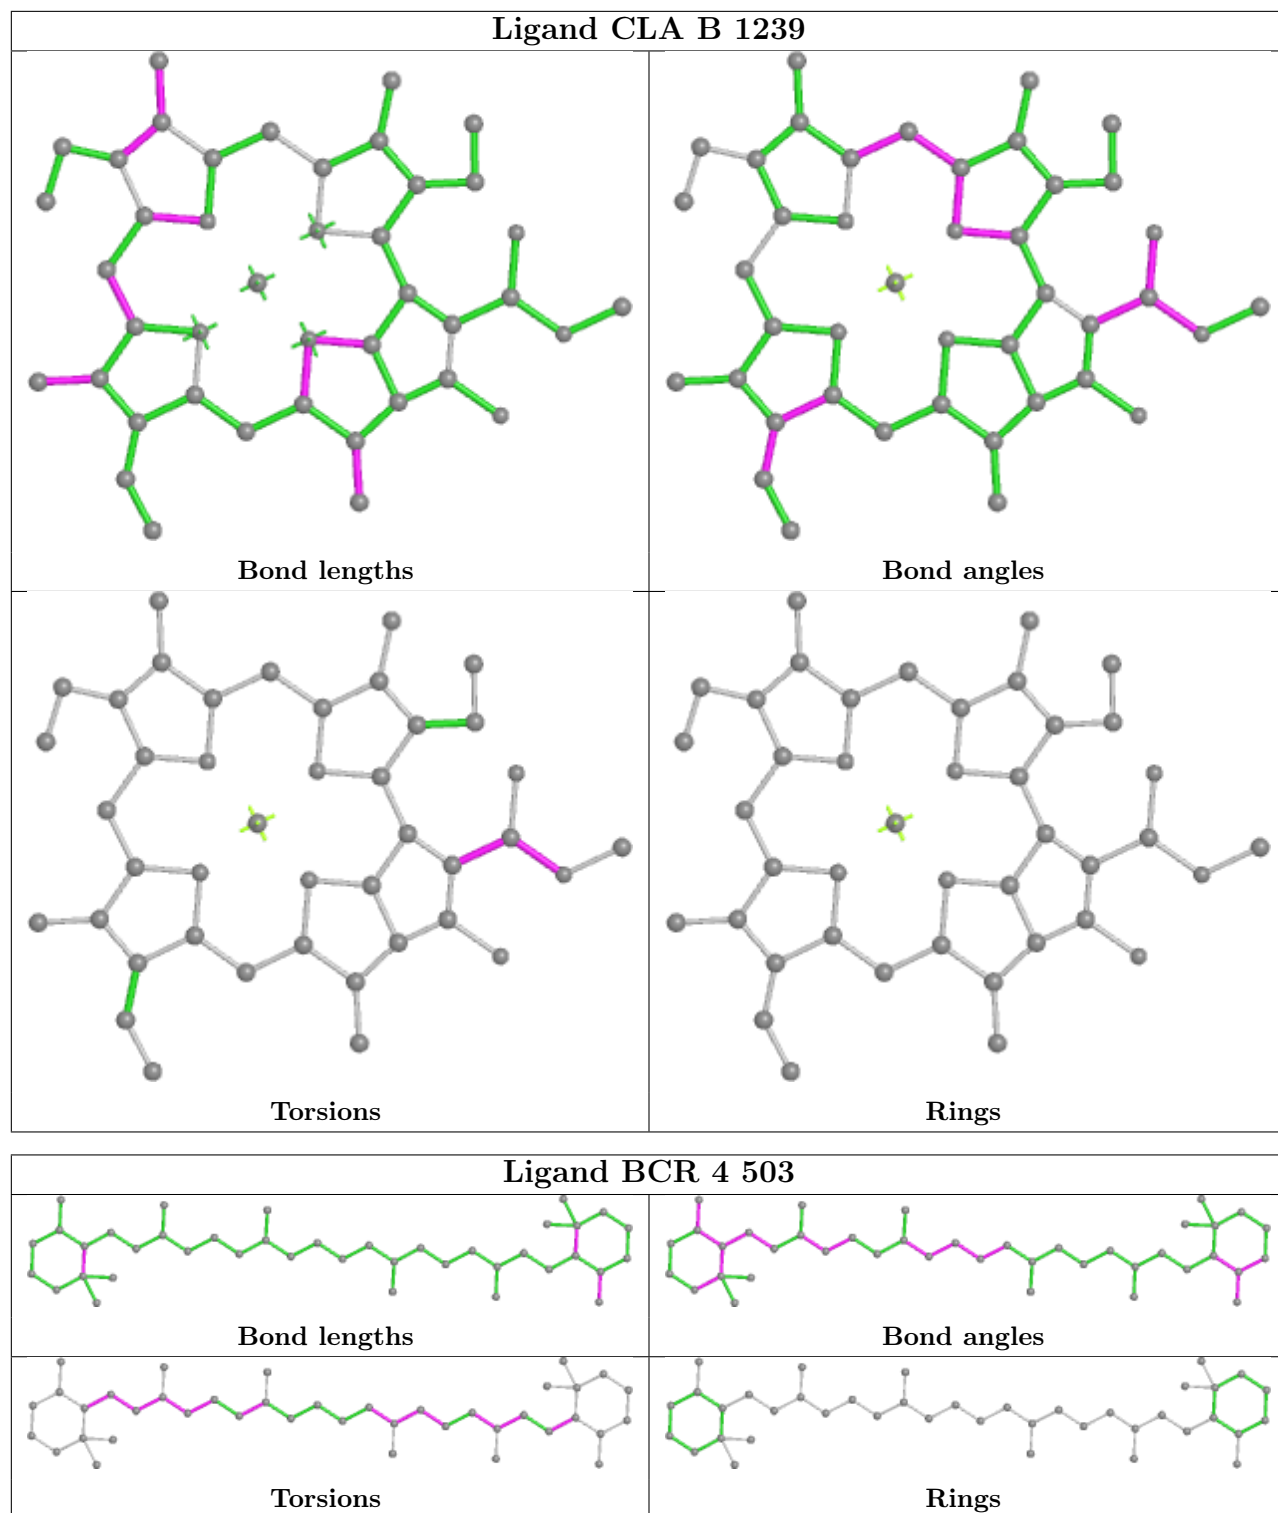 Ligand CLA B 1239
Bond lengths
Bond angles
Torsions
Rings
Ligand BCR 4 503
Bond lengths
Bond angles
Torsions
Rings